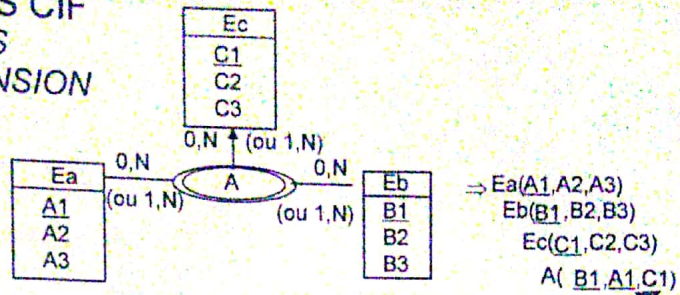 S CIF
S
NSION
Ec
C1
C2
C3
0,N (ou 1,N)
0,N
0,N
Ea
A
Eb
(ou 1,N)
(ou 1,N)
A1
A2
A3
B1
B2
B3
⇒ Ea(A1,A2,A3)
Eb(B1,B2,B3)
Ec(C1,C2,C3)
A( B1,A1,C1)